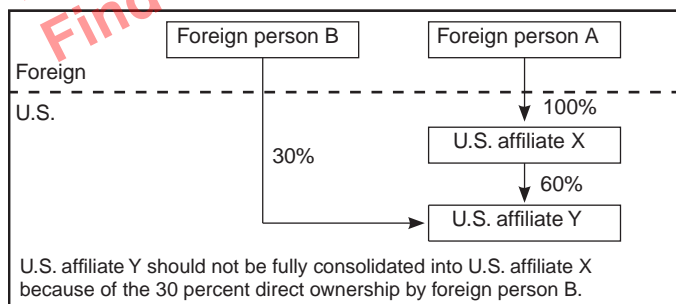 Find
Foreign person B
Foreign person A
Foreign
U.S.
100%
U.S. affiliate X
30%
60%
U.S. affiliate Y
U.S. affiliate Y should not be fully consolidated into U.S. affiliate X
because of the 30 percent direct ownership by foreign person B.